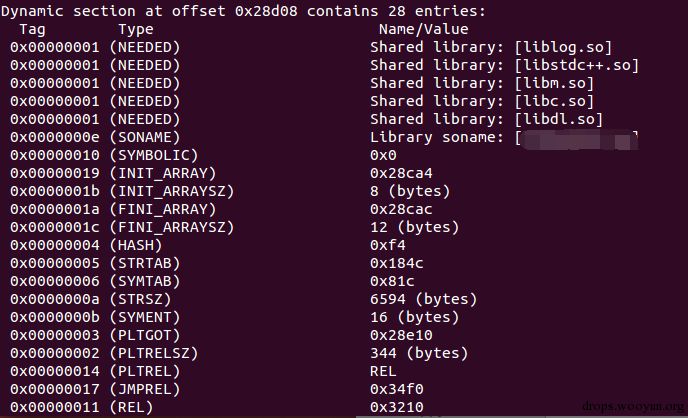 Dynamic section at offset 0x28d08 contains 28 entries:
Tag Type Name/Value
0x00000001 (NEEDED) Shared library: [liblog.so]
0x00000001 (NEEDED) Shared library: [libstdc++.so]
0x00000001 (NEEDED) Shared library: [libm.so]
0x00000001 (NEEDED) Shared library: [libc.so]
0x00000001 (NEEDED) Shared library: [libdl.so]
0x0000000e (SONAME) Library soname: [ ]
0x00000010 (SYMBOLIC) 0x0
0x00000019 (INIT_ARRAY) 0x28ca4
0x0000001b (INIT_ARRAYSZ) 8 (bytes)
0x0000001a (FINI_ARRAY) 0x28cac
0x0000001c (FINI_ARRAYSZ) 12 (bytes)
0x00000004 (HASH) 0xf4
0x00000005 (STRTAB) 0x184c
0x00000006 (SYMTAB) 0x81c
0x0000000a (STRSZ) 6594 (bytes)
0x0000000b (SYMENT) 16 (bytes)
0x00000003 (PLTGOT) 0x28e10
0x00000002 (PLTRELSZ) 344 (bytes)
0x00000014 (PLTREL) REL
0x00000017 (JMPREL) 0x34f0
0x00000011 (REL) 0x3210
drops.wooyun.org